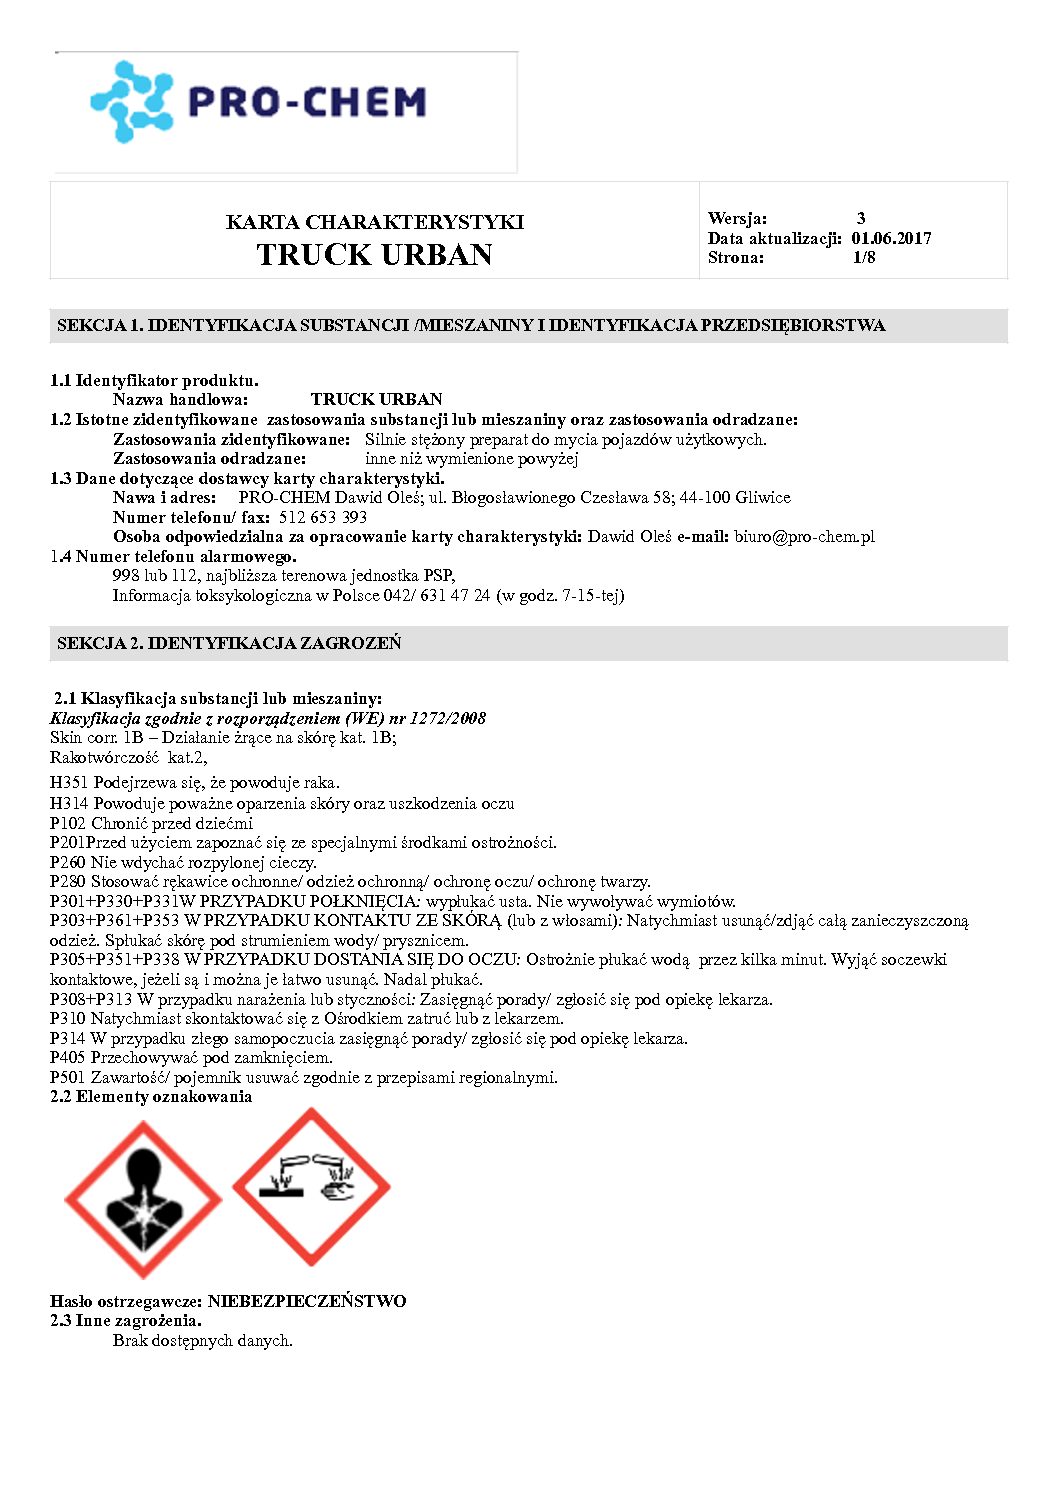 PRO-CHEM
KARTA CHARAKTERYSTYKI
TRUCK URBAN
Wersja: 3
Data aktualizacji: 01.06.2017
Strona: 1/8
SEKCJA 1. IDENTYFIKACJA SUBSTANCJI /MIESZANINY I IDENTYFIKACJA PRZEDSIĘBIORSTWA
1.1 Identyfikator produktu.
Nazwa handlowa: TRUCK URBAN
1.2 Istotne zidentyfikowane zastosowania substancji lub mieszaniny oraz zastosowania odradzane:
Zastosowania zidentyfikowane: Silnie stężony preparat do mycia pojazdów użytkowych.
Zastosowania odradzane: inne niż wymienione powyżej
1.3 Dane dotyczące dostawcy karty charakterystyki.
Nawa i adres: PRO-CHEM Dawid Oleś; ul. Błogosławionego Czesława 58; 44-100 Gliwice
Numer telefonu/ fax: 512 653 393
Osoba odpowiedzialna za opracowanie karty charakterystyki: Dawid Oleś e-mail: biuro@pro-chem.pl
1.4 Numer telefonu alarmowego.
998 lub 112, najbliższa terenowa jednostka PSP,
Informacja toksykologiczna w Polsce 042/ 631 47 24 (w godz. 7-15-tej)
SEKCJA 2. IDENTYFIKACJA ZAGROZEŃ
2.1 Klasyfikacja substancji lub mieszaniny:
Klasyfikacja zgodnie z rozporządzeniem (WE) nr 1272/2008
Skin corr. 1B – Działanie żrące na skórę kat. 1B;
Rakotwórczość kat.2,
H351 Podejrzewa się, że powoduje raka.
H314 Powoduje poważne oparzenia skóry oraz uszkodzenia oczu
P102 Chronić przed dziećmi
P201Przed użyciem zapoznać się ze specjalnymi środkami ostrożności.
P260 Nie wdychać rozpylonej cieczy.
P280 Stosować rękawice ochronne/ odzież ochronną/ ochronę oczu/ ochronę twarzy.
P301+P330+P331W PRZYPADKU POŁKNIĘCIA: wypłukać usta. Nie wywoływać wymiotów.
P303+P361+P353 W PRZYPADKU KONTAKTU ZE SKÓRĄ (lub z włosami): Natychmiast usunąć/zdjąć całą zanieczyszczoną
odzież. Spłukać skórę pod strumieniem wody/ prysznicem.
P305+P351+P338 W PRZYPADKU DOSTANIA SIĘ DO OCZU: Ostrożnie płukać wodą przez kilka minut. Wyjąć soczewki
kontaktowe, jeżeli są i można je łatwo usunąć. Nadal płukać.
P308+P313 W przypadku narażenia lub styczności: Zasięgnąć porady/ zgłosić się pod opiekę lekarza.
P310 Natychmiast skontaktować się z Ośrodkiem zatruć lub z lekarzem.
P314 W przypadku złego samopoczucia zasięgnąć porady/ zgłosić się pod opiekę lekarza.
P405 Przechowywać pod zamknięciem.
P501 Zawartość/ pojemnik usuwać zgodnie z przepisami regionalnymi.
2.2 Elementy oznakowania
Hasło ostrzegawcze: NIEBEZPIECZEŃSTWO
2.3 Inne zagrożenia.
Brak dostępnych danych.